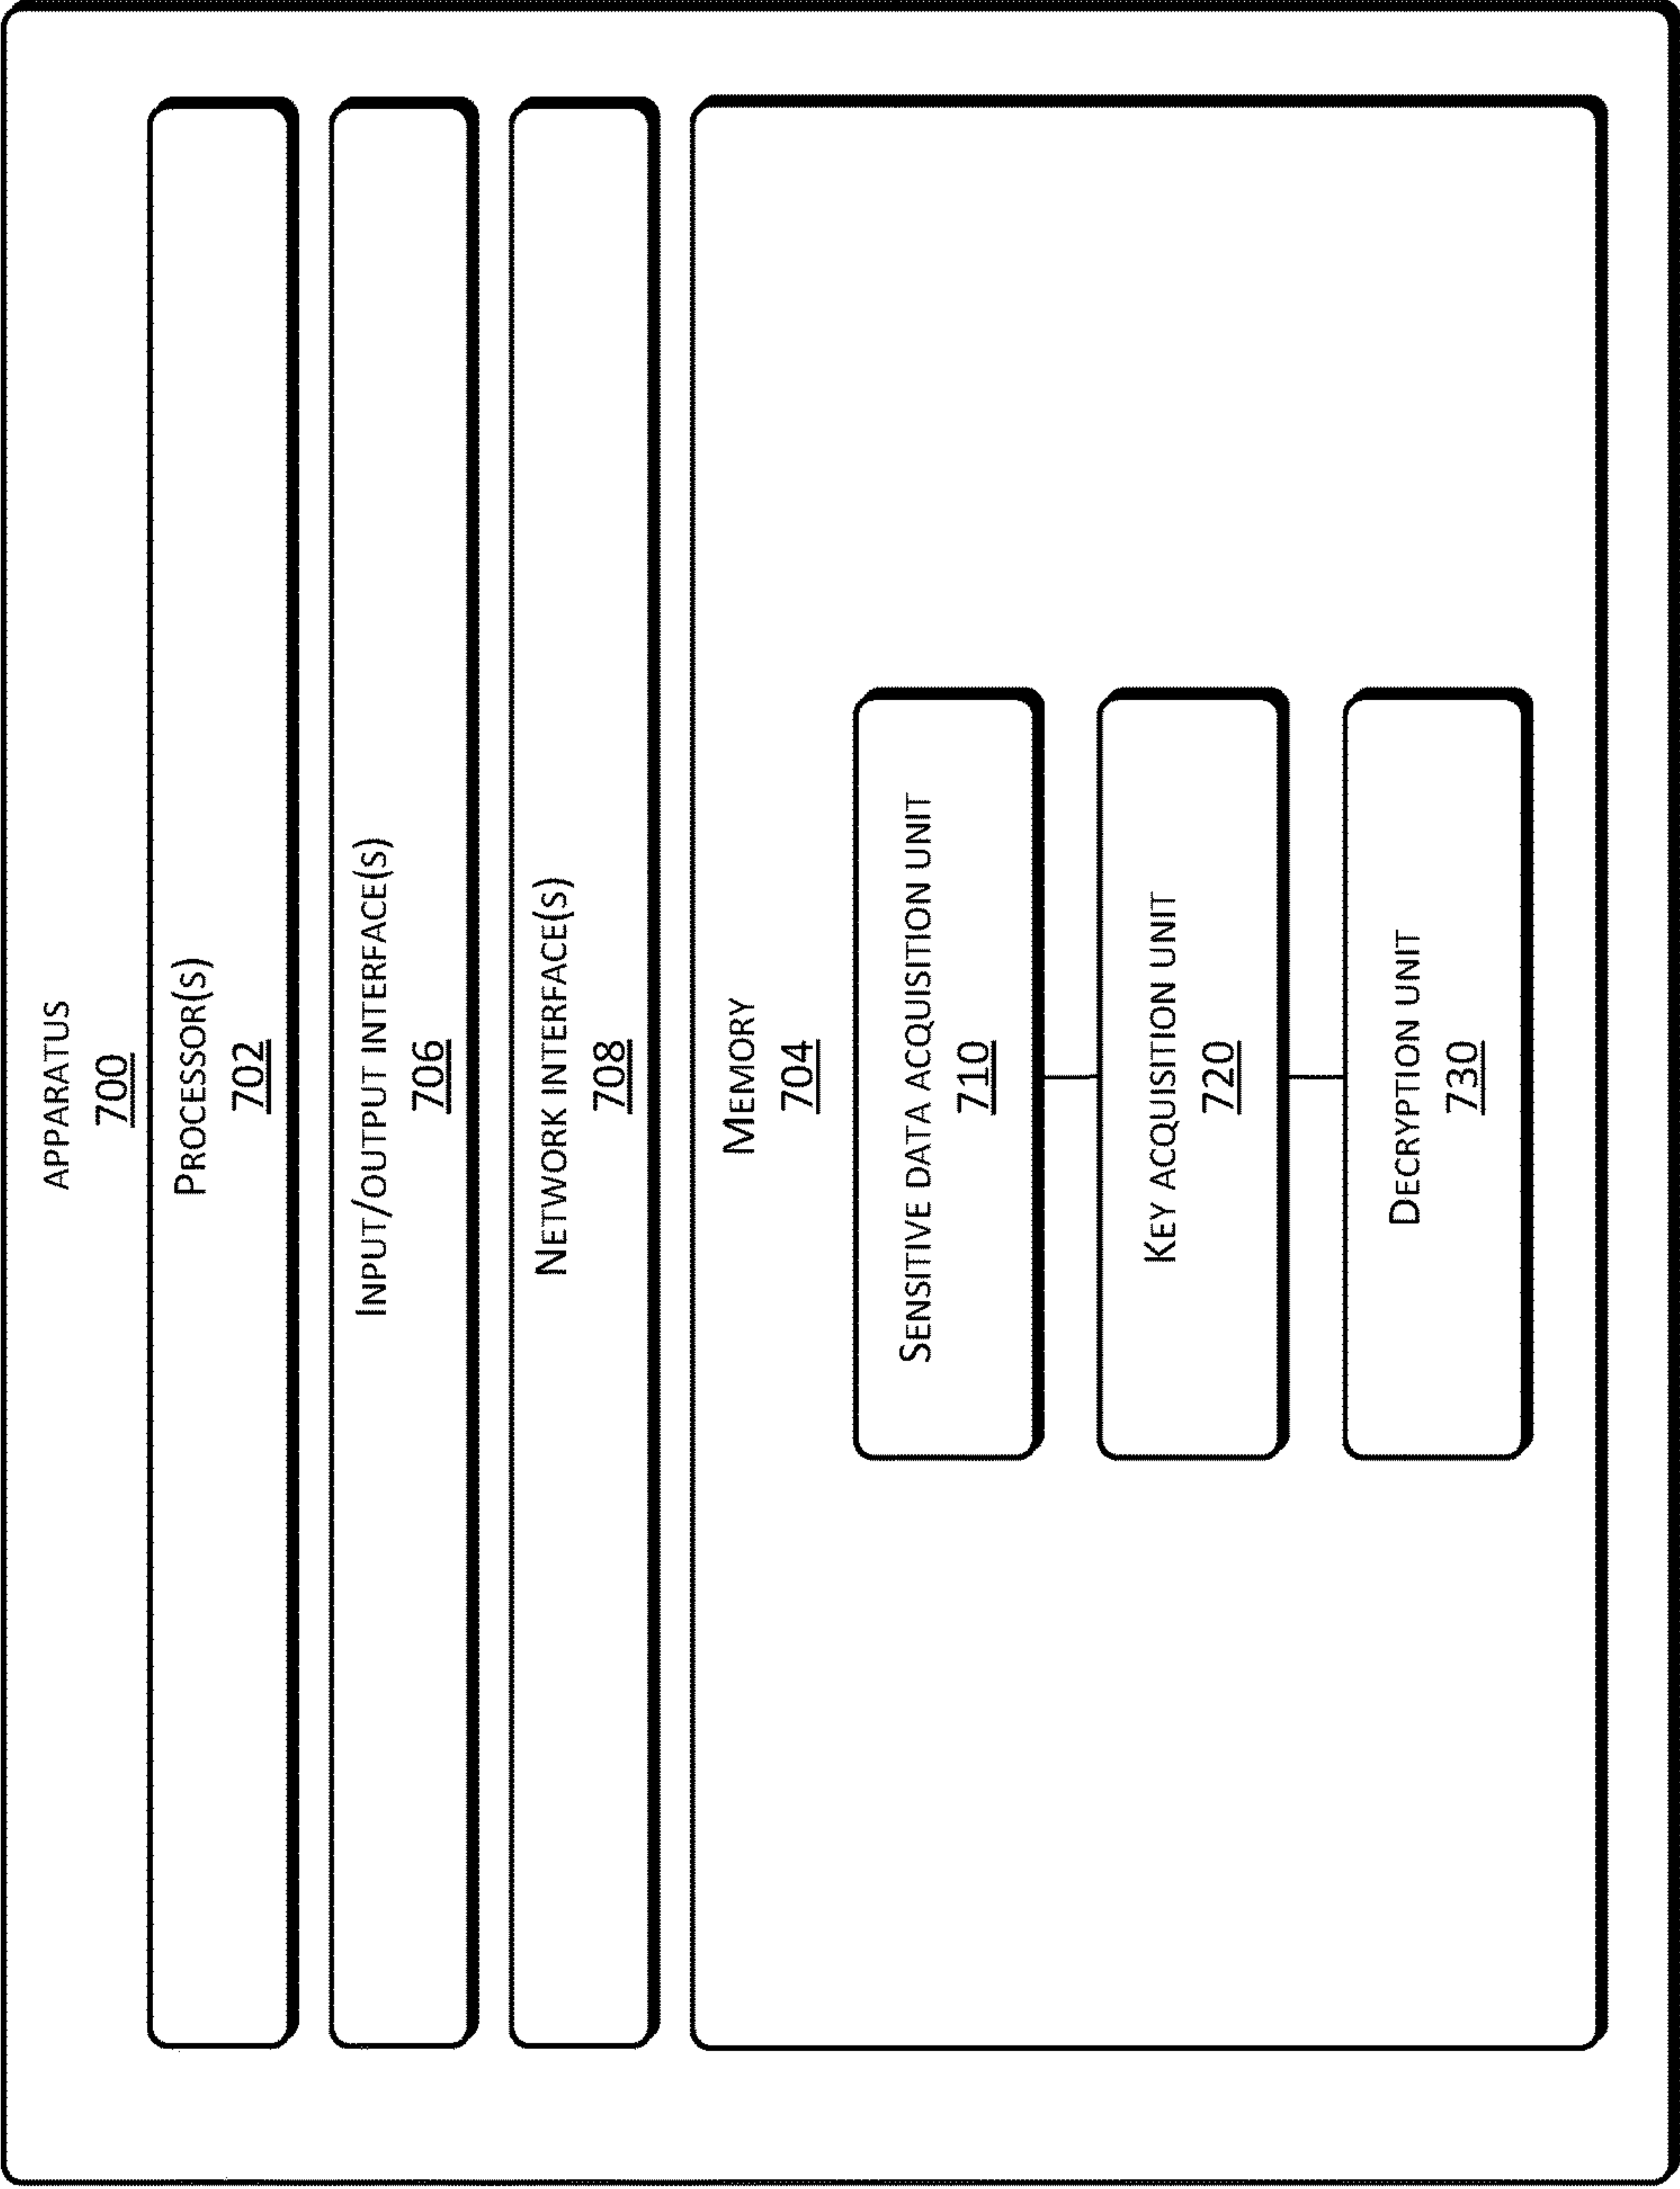 APPARATUS
700
PROCESSOR(S)
702
INPUT/OUTPUT INTERFACE(S)
706
NETWORK INTERFACE(S)
708
MEMORY
704
SENSITIVE DATA ACQUISITION UNIT
710
KEY ACQUISITION UNIT
720
DECRYPTION UNIT
730